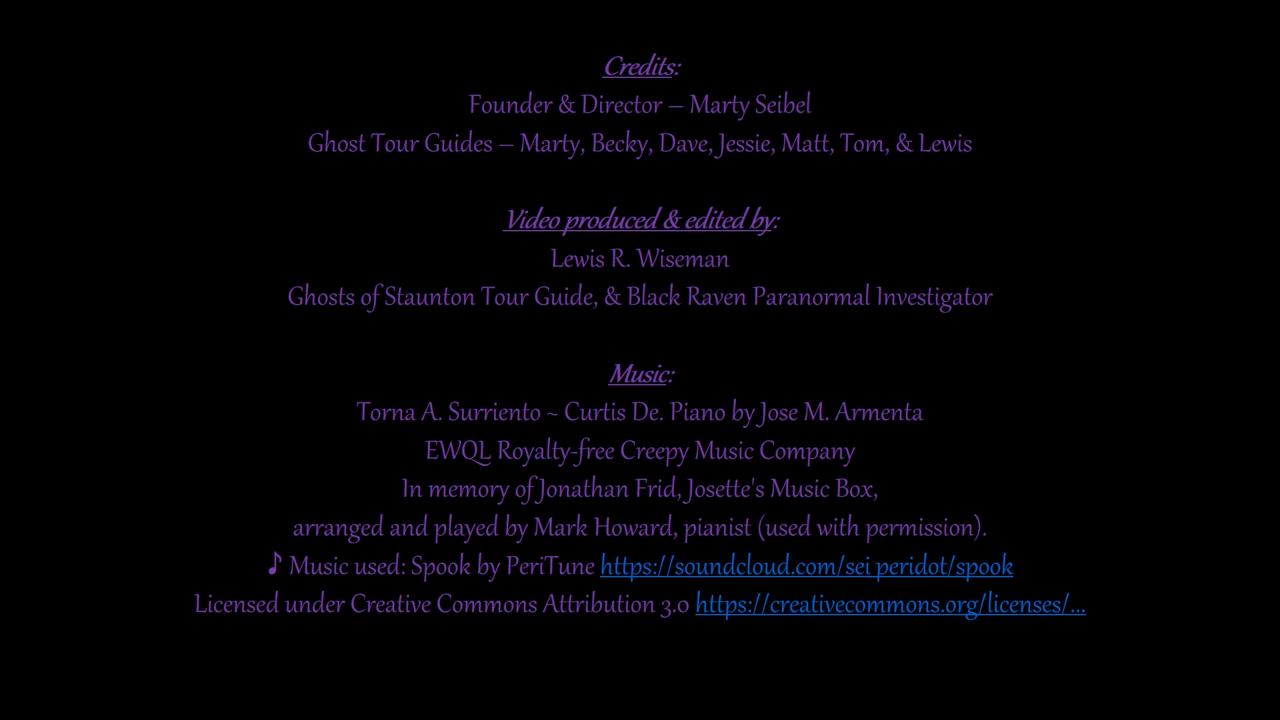 Credits:
Founder & Director – Marty Seibel
Ghost Tour Guides – Marty, Becky, Dave, Jessie, Matt, Tom, & Lewis
Video produced & edited by:
Lewis R. Wiseman
Ghosts of Staunton Tour Guide, & Black Raven Paranormal Investigator
Music:
Torna A. Surriento ~ Curtis De. Piano by Jose M. Armenta
EWQL Royalty-free Creepy Music Company
In memory of Jonathan Frid, Josette's Music Box,
arranged and played by Mark Howard, pianist (used with permission).
♪ Music used: Spook by PeriTune https://soundcloud.com/sei peridot/spook
Licensed under Creative Commons Attribution 3.0 https://creativecommons.org/licenses/...